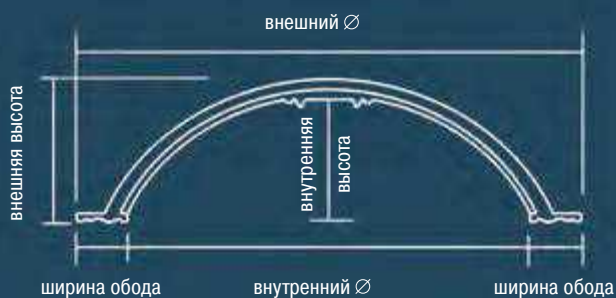 внешний ∅
внешняя высота
внутренняя
высота
ширина обода
внутренний ∅
ширина обода